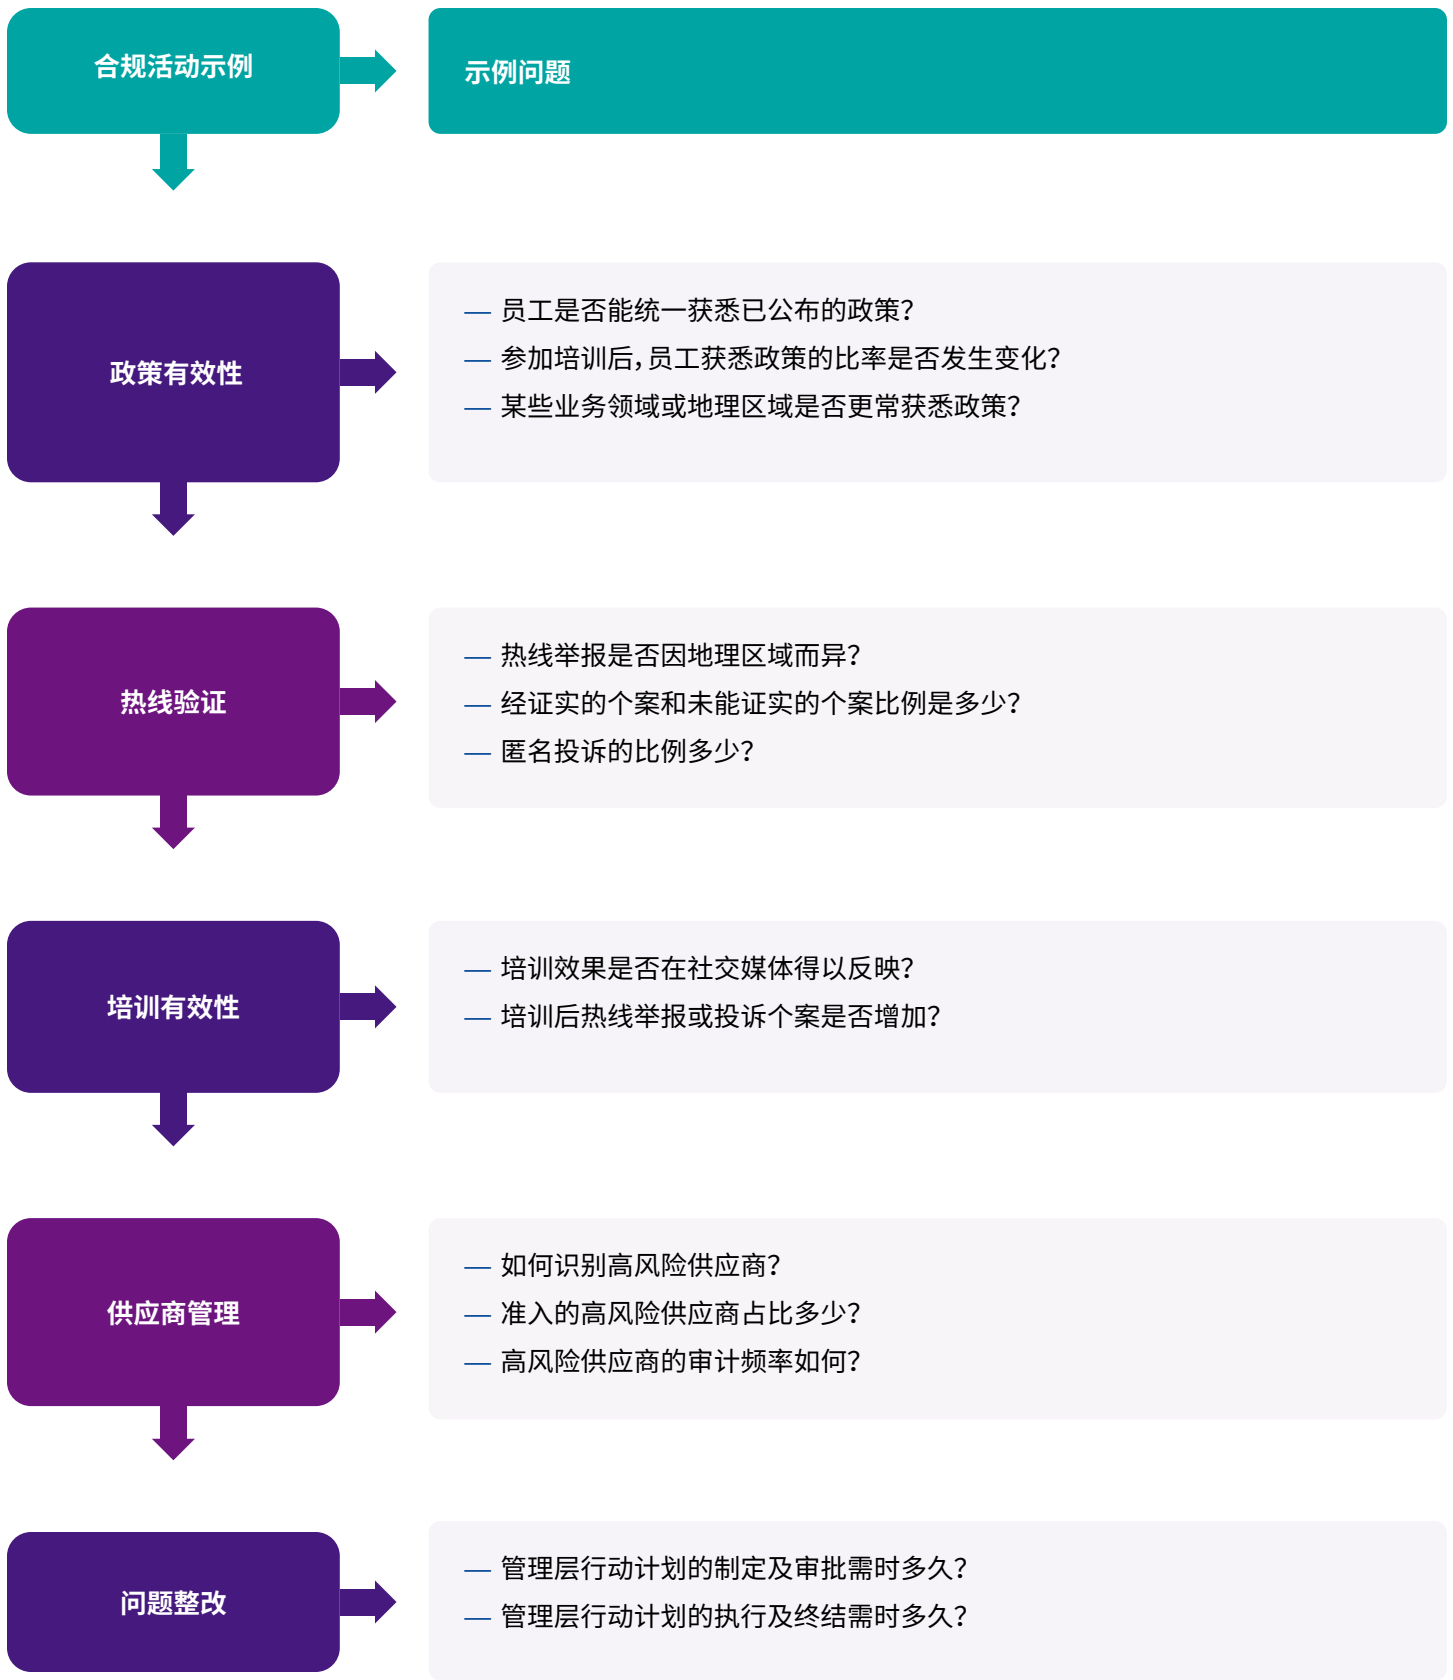 合规活动示例
示例问题
政策有效性
— 员工是否能统一获悉已公布的政策？
— 参加培训后，员工获悉政策的比率是否发生变化？
— 某些业务领域或地理区域是否更常获悉政策？
热线验证
— 热线举报是否因地理区域而异？
— 经证实的个案和未能证实的个案比例是多少？
— 匿名投诉的比例多少？
培训有效性
— 培训效果是否在社交媒体得以反映？
— 培训后热线举报或投诉个案是否增加？
供应商管理
— 如何识别高风险供应商？
— 准入的高风险供应商占比多少？
— 高风险供应商的审计频率如何？
问题整改
— 管理层行动计划的制定及审批需时多久？
— 管理层行动计划的执行及终结需时多久？